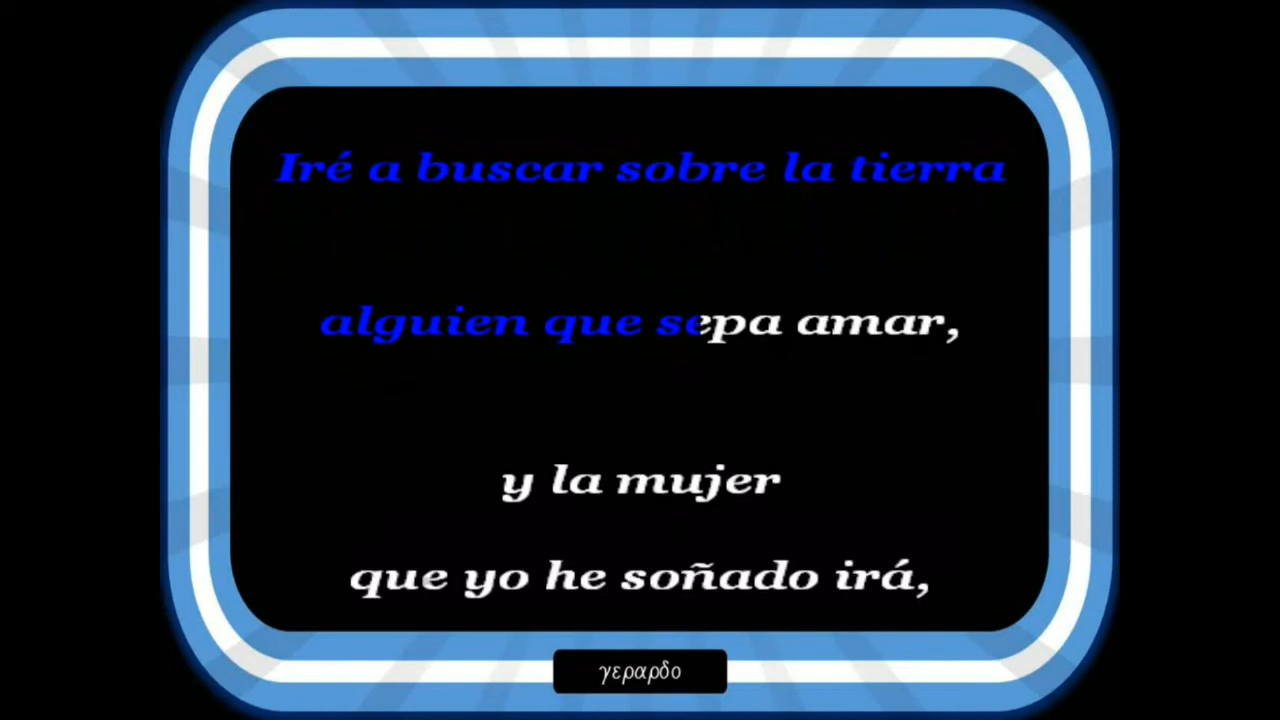 Iré a buscar sobre la tierra
alguien que sepa amar,
y la mujer
que yo he soñado irá,
γεραρδο